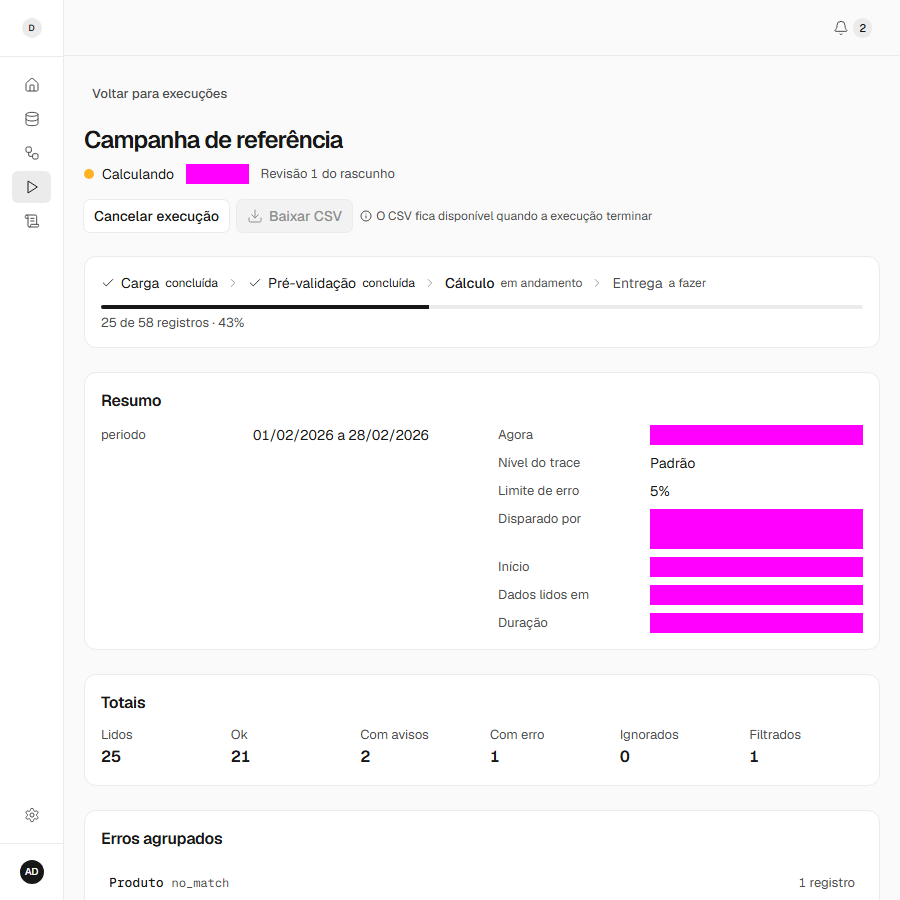 D
2
Voltar para execuções
Campanha de referência
Calculando Revisão 1 do rascunho
Cancelar execução Baixar CSV O CSV fica disponível quando a execução terminar
Carga concluída Pré-validação concluída Cálculo em andamento Entrega a fazer
25 de 58 registros · 43%
Resumo
periodo 01/02/2026 a 28/02/2026
Agora
Nível do trace Padrão
Limite de erro 5%
Disparado por
Início
Dados lidos em
Duração
Totais
Lidos Ok Com avisos Com erro Ignorados Filtrados
25 21 2 1 0 1
Erros agrupados
Produto no_match 1 registro
AD